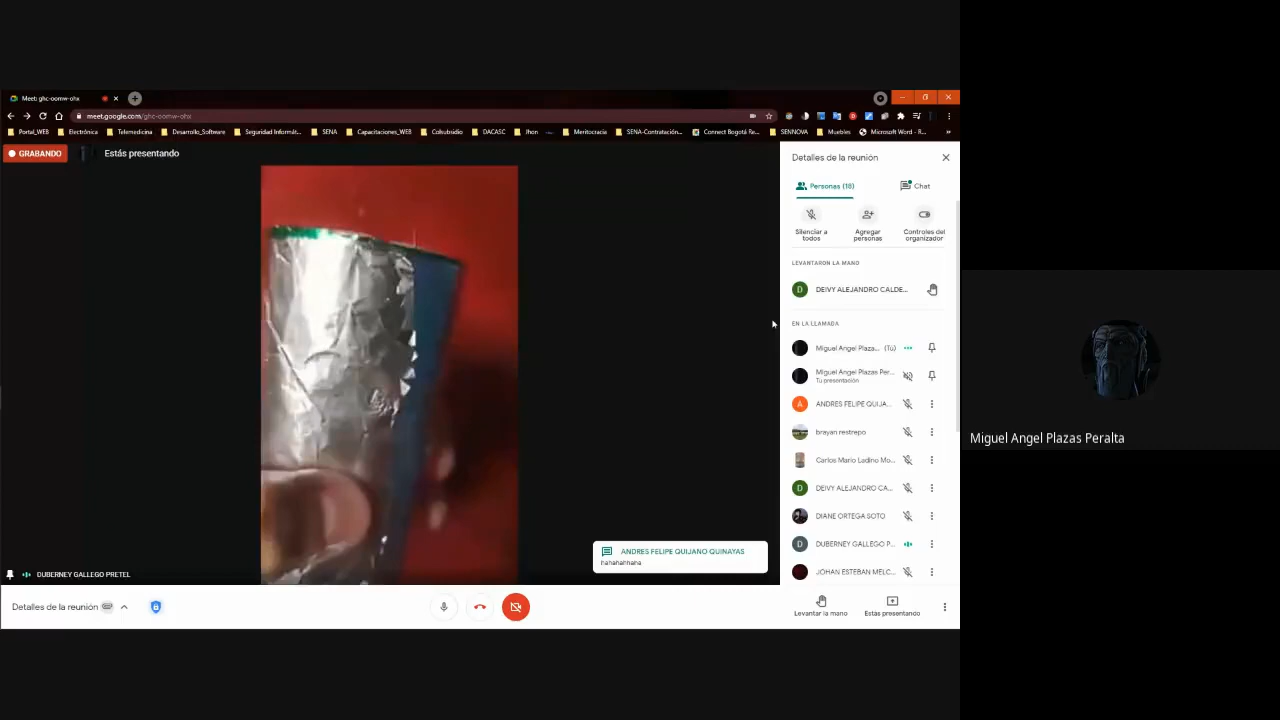 Meet: ghc-oomw-ohx
meet.google.com/ghc-oomw-ohx
Portal_WEB
Electrónica
Telemedicina
Desarrollo_Software
Seguridad Informát...
SENA
Capacitaciones_WEB
Colsubsidio
DACASC
Jhon
Meritocracia
SENA-Contratación...
Connect Bogotá Re...
SENNOVA
Muebles
Microsoft Word - R...
GRABANDO
Estás presentando
Detalles de la reunión
Personas (18)
Chat
Silenciar a
todos
Agregar
personas
Controles del
organizador
LEVANTARON LA MANO
DEIVY ALEJANDRO CALDE...
EN LA LLAMADA
Miguel Angel Plaza... (Tú)
Miguel Angel Plazas Per...
Tu presentación
ANDRES FELIPE QUIJA...
brayan restrepo
Carlos Mario Ladino Mo...
DEIVY ALEJANDRO CA...
DIANE ORTEGA SOTO
DUBERNEY GALLEGO P...
JOHAN ESTEBAN MELC...
ANDRES FELIPE QUIJANO QUINAYAS
hahahahhaha
DUBERNEY GALLEGO PRETEL
Detalles de la reunión
Levantar la mano
Estás presentando
Miguel Angel Plazas Peralta